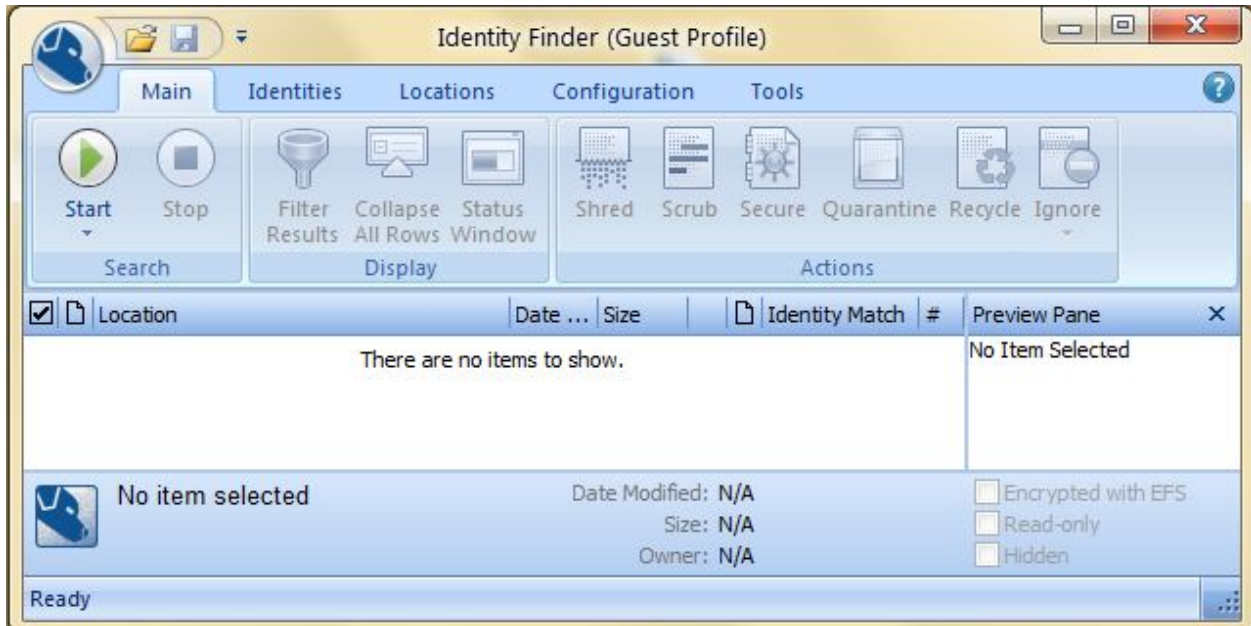 Identity Finder (Guest Profile)
Main Identities Locations Configuration Tools
Start Stop Filter Results Collapse All Rows Status Window Shred Scrub Secure Quarantine Recycle Ignore
Search Display Actions
Location Date ... Size Identity Match # Preview Pane
There are no items to show. No Item Selected
No item selected Date Modified: N/A Encrypted with EFS
Size: N/A Read-only
Owner: N/A Hidden
Ready